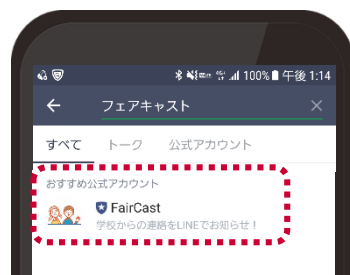 100% 午後 1:14
フェアキャスト
すべて トーク 公式アカウント
おすすめ公式アカウント
FairCast
学校からの連絡をLINEでお知らせ！